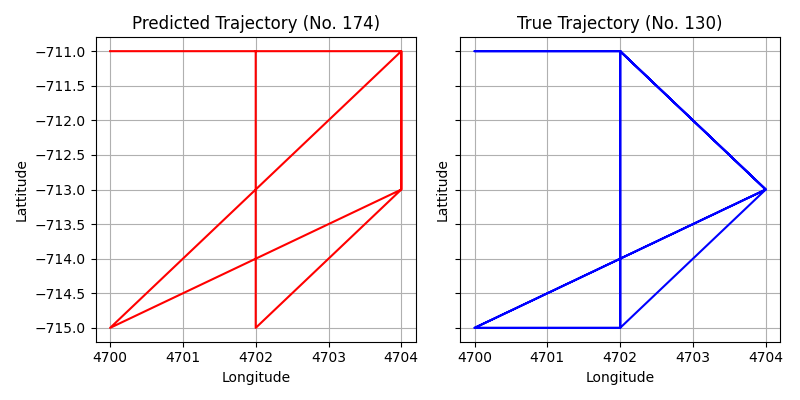 Predicted Trajectory (No. 174)
True Trajectory (No. 130)
−711.0
−711.5
−712.0
−712.5
−713.0
−713.5
−714.0
−714.5
−715.0
Lattitude
Lattitude
4700 4701 4702 4703 4704
4700 4701 4702 4703 4704
Longitude
Longitude